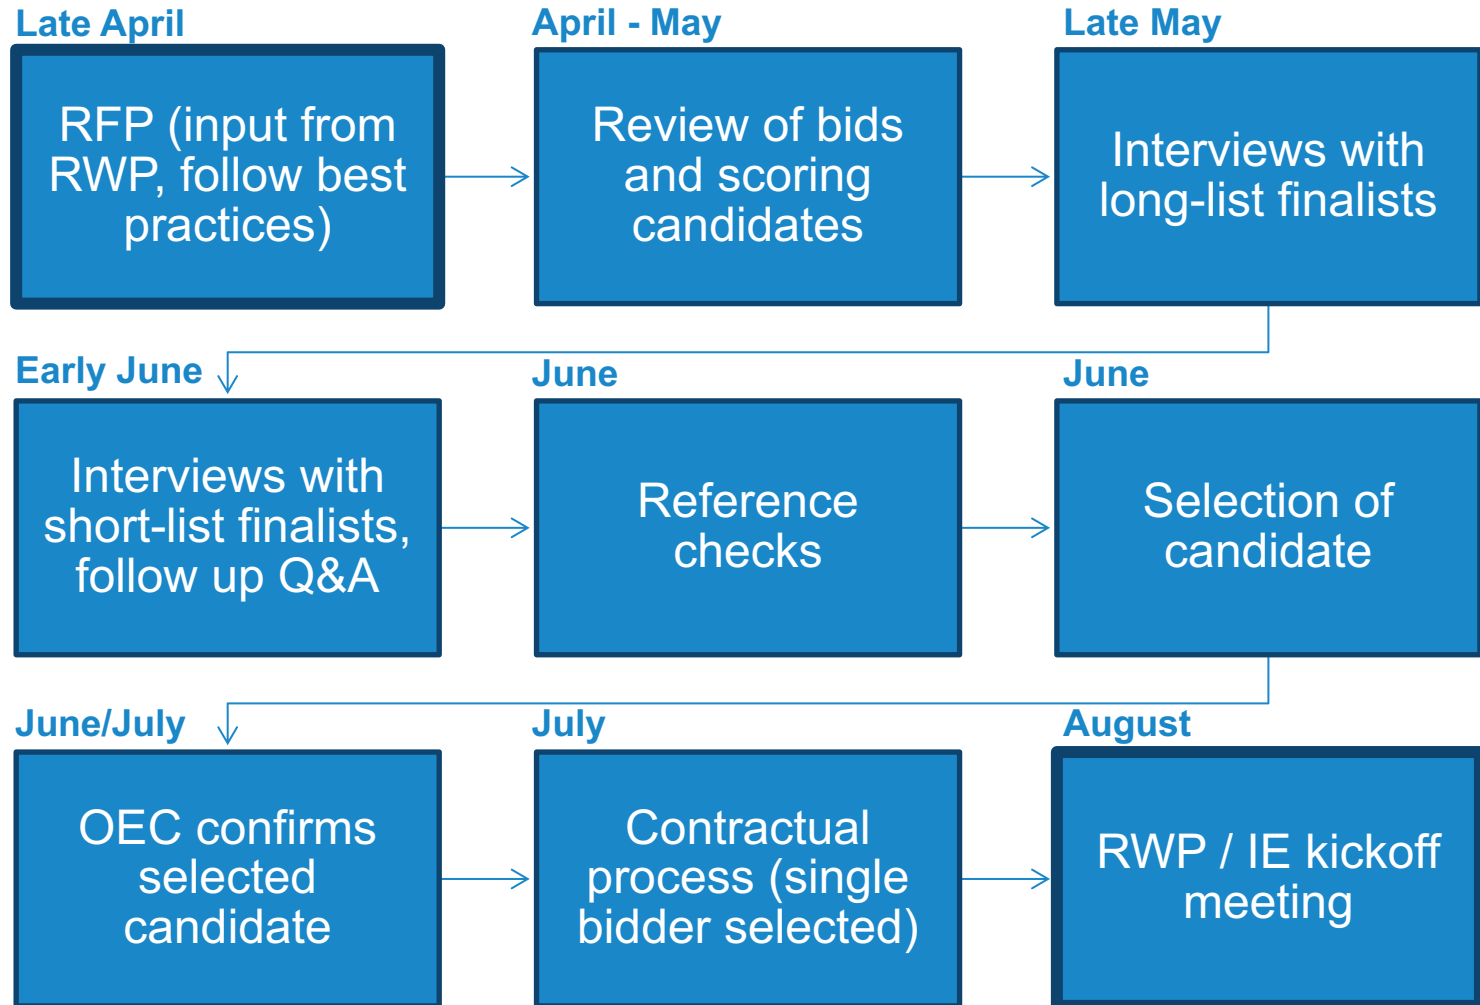 Late April
RFP (input from
RWP, follow best
practices)
April - May
Review of bids
and scoring
candidates
Late May
Interviews with
long-list finalists
Early June
Interviews with
short-list finalists,
follow up Q&A
June
Reference
checks
June
Selection of
candidate
June/July
OEC confirms
selected
candidate
July
Contractual
process (single
bidder selected)
August
RWP / IE kickoff
meeting